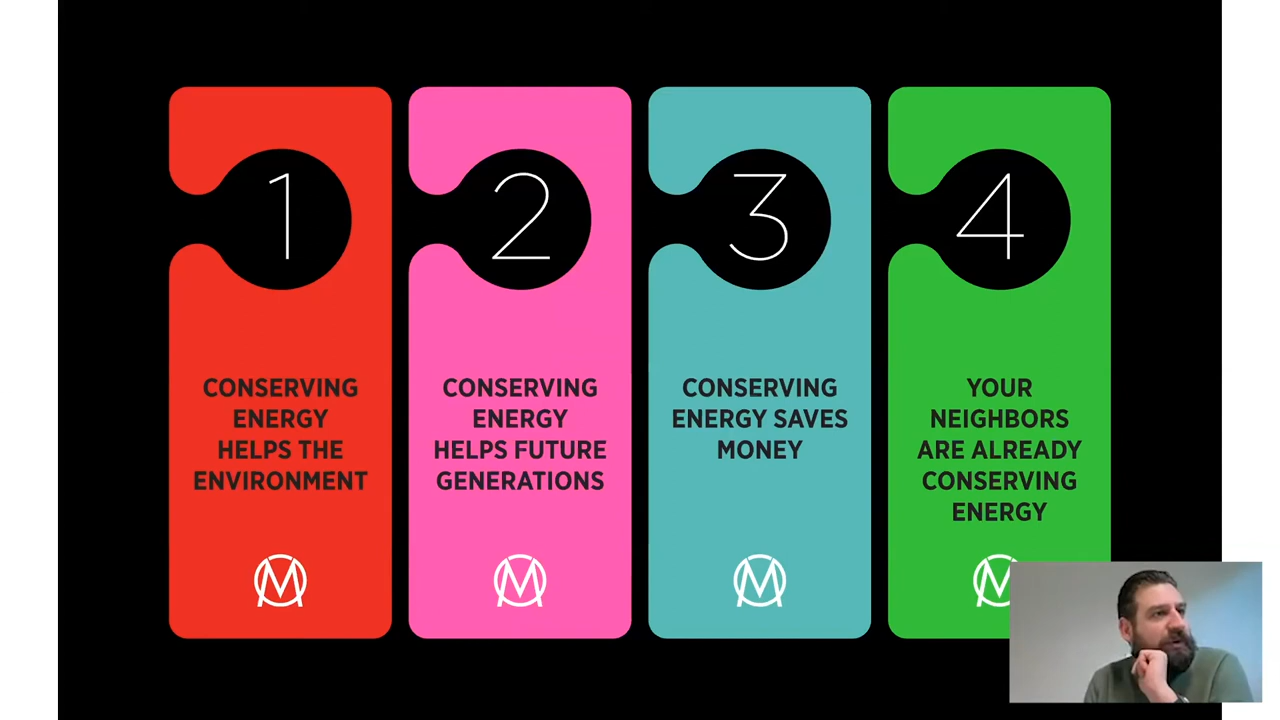 1
CONSERVING
ENERGY
HELPS THE
ENVIRONMENT
M
2
CONSERVING
ENERGY
HELPS FUTURE
GENERATIONS
M
3
CONSERVING
ENERGY SAVES
MONEY
M
4
YOUR
NEIGHBORS
ARE ALREADY
CONSERVING
ENERGY
M